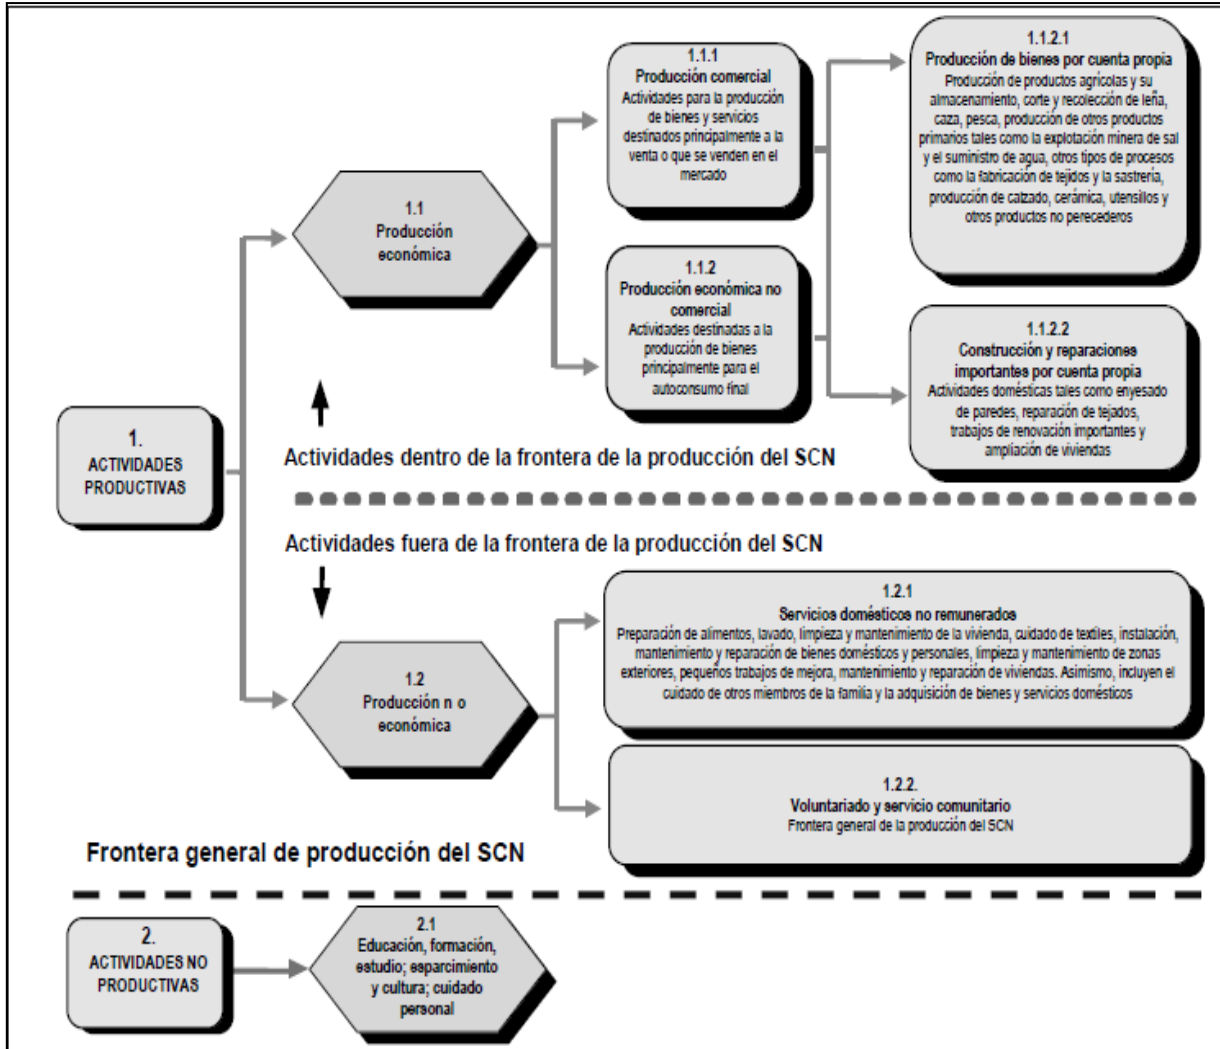 1.
ACTIVIDADES
PRODUCTIVAS
1.1
Producción
económica
1.1.1
Producción comercial
Actividades para la producción
de bienes y servicios
destinados principalmente a la
venta o que se venden en el
mercado
1.1.2
Producción económica no
comercial
Actividades destinadas a la
producción de bienes
principalmente para el
autoconsumo final
1.1.2.1
Producción de bienes por cuenta propia
Producción de productos agrícolas y su
almacenamiento, corte y recolección de leña,
caza, pesca, producción de otros productos
primarios tales como la explotación minera de sal
y el suministro de agua, otros tipos de procesos
como la fabricación de tejidos y la sastrería,
producción de calzado, cerámica, utensilios y
otros productos no perecederos
1.1.2.2
Construcción y reparaciones
importantes por cuenta propia
Actividades domésticas tales como enyesado
de paredes, reparación de tejados,
trabajos de renovación importantes y
ampliación de viviendas
Actividades dentro de la frontera de la producción del SCN
Actividades fuera de la frontera de la producción del SCN
1.2
Producción n o
económica
1.2.1
Servicios domésticos no remunerados
Preparación de alimentos, lavado, limpieza y mantenimiento de la vivienda, cuidado de textiles, instalación,
mantenimiento y reparación de bienes domésticos y personales, limpieza y mantenimiento de zonas
exteriores, pequeños trabajos de mejora, mantenimiento y reparación de viviendas. Asimismo, incluyen el
cuidado de otros miembros de la familia y la adquisición de bienes y servicios domésticos
1.2.2.
Voluntariado y servicio comunitario
Frontera general de la producción del SCN
Frontera general de producción del SCN
2.
ACTIVIDADES NO
PRODUCTIVAS
2.1
Educación, formación,
estudio; esparcimiento
y cultura; cuidado
personal